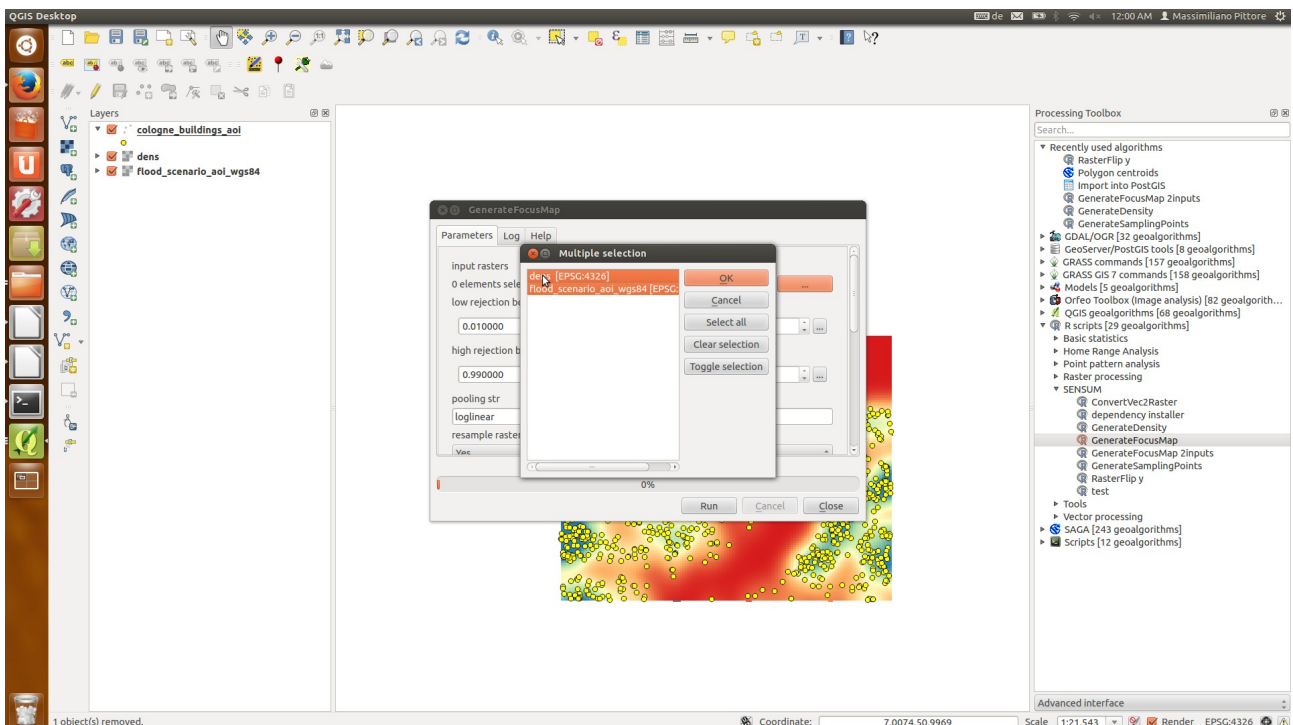 QGIS Desktop
de
12:00 AM
Massimiliano Pittore
Layers
cologne_buildings_aoi
dens
flood_scenario_aoi_wgs84
GenerateFocusMap
Parameters
Log
Help
input rasters
0 elements sele
...
low rejection bo
0.010000
...
high rejection b
0.990000
...
pooling str
loglinear
resample raster
Yes
0%
Run
Cancel
Close
Multiple selection
dens [EPSG:4326]
flood_scenario_aoi_wgs84 [EPSG:
OK
Cancel
Select all
Clear selection
Toggle selection
Processing Toolbox
Search...
Recently used algorithms
RasterFlip y
Polygon centroids
Import into PostGIS
GenerateFocusMap 2inputs
GenerateDensity
GenerateSamplingPoints
GDAL/OGR [32 geoalgorithms]
GeoServer/PostGIS tools [8 geoalgorithms]
GRASS commands [157 geoalgorithms]
GRASS GIS 7 commands [158 geoalgorithms]
Models [5 geoalgorithms]
Orfeo Toolbox (Image analysis) [82 geoalgorith...
QGIS geoalgorithms [68 geoalgorithms]
R scripts [29 geoalgorithms]
Basic statistics
Home Range Analysis
Point pattern analysis
Raster processing
SENSUM
ConvertVec2Raster
dependency installer
GenerateDensity
GenerateFocusMap
GenerateFocusMap 2inputs
GenerateSamplingPoints
RasterFlip y
test
Tools
Vector processing
SAGA [243 geoalgorithms]
Scripts [12 geoalgorithms]
Advanced interface
1 object(s) removed.
Coordinate:
7.0074,50.9969
Scale
1:21,543
Render
EPSG:4326